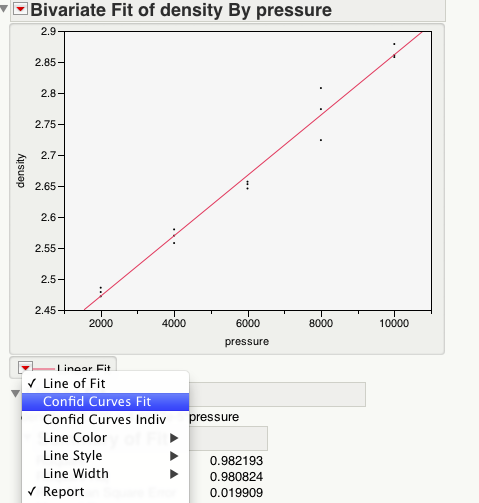 Bivariate Fit of density By pressure
2.9
2.85
2.8
2.75
2.7
2.65
2.6
2.55
2.5
2.45
density
2000 4000 6000 8000 10000
pressure
Linear Fit
✓ Line of Fit
Confid Curves Fit
Confid Curves Indiv
pressure
Line Color
Line Style
0.982193
Line Width
0.980824
✓ Report
0.019909